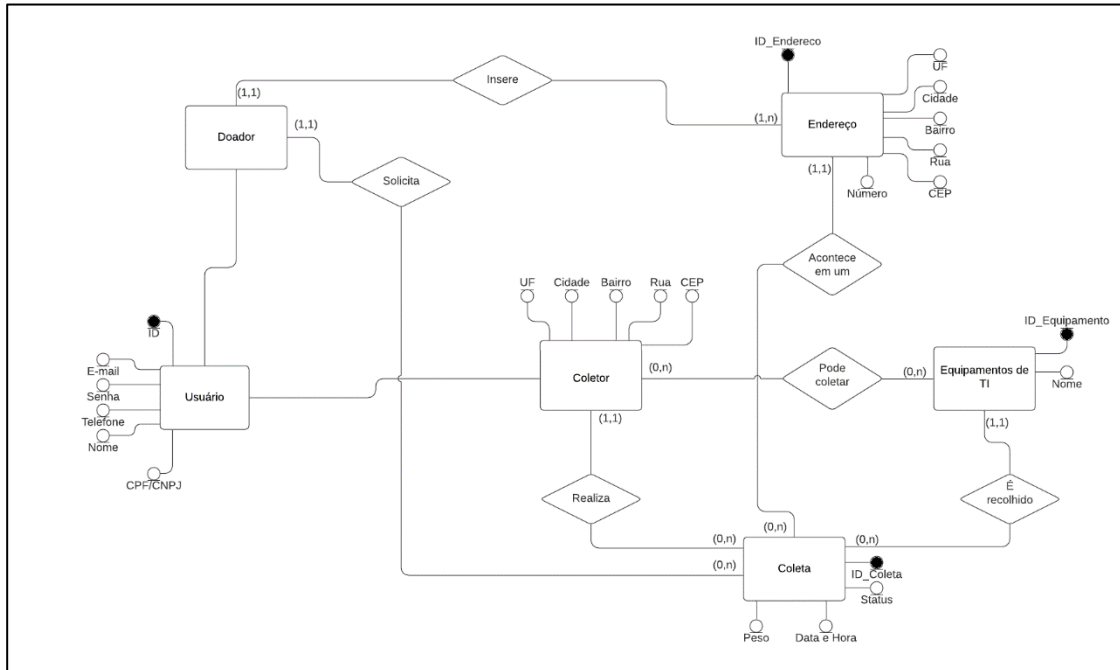 ID_Endereco
UF
Insere
Cidade
(1,1)
Doador
(1,1)
(1,n)
Endereço
Bairro
Rua
(1,1)
Número
CEP
Solicita
Acontece
em um
UF
Cidade
Bairro
Rua
CEP
ID
ID_Equipamento
E-mail
Senha
Telefone
Nome
Usuário
CPF/CNPJ
Coletor
(0,n)
Pode
coletar
(0,n)
Equipamentos de
TI
Nome
(1,1)
(1,1)
Realiza
É
recolhido
(0,n)
(0,n)
(0,n)
(0,n)
Coleta
ID_Coleta
Status
Peso
Data e Hora